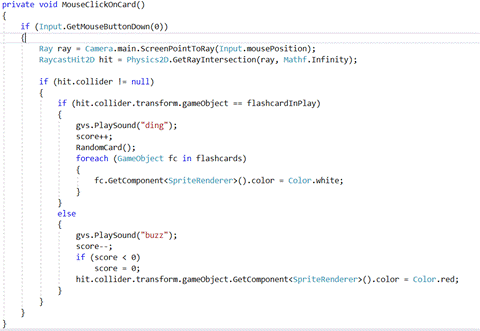 private void MouseClickOnCard()
{
    if (Input.GetMouseButtonDown(0))
    {
        Ray ray = Camera.main.ScreenPointToRay(Input.mousePosition);
        RaycastHit2D hit = Physics2D.GetRayIntersection(ray, Mathf.Infinity);

        if (hit.collider != null)
        {
            if (hit.collider.transform.gameObject == flashcardInPlay)
            {
                gvs.PlaySound("ding");
                score++;
                RandomCard();
                foreach (GameObject fc in flashcards)
                {
                    fc.GetComponent<SpriteRenderer>().color = Color.white;
                }
            }
            else
            {
                gvs.PlaySound("buzz");
                score--;
                if (score < 0)
                    score = 0;
                hit.collider.transform.gameObject.GetComponent<SpriteRenderer>().color = Color.red;
            }
        }
    }
}